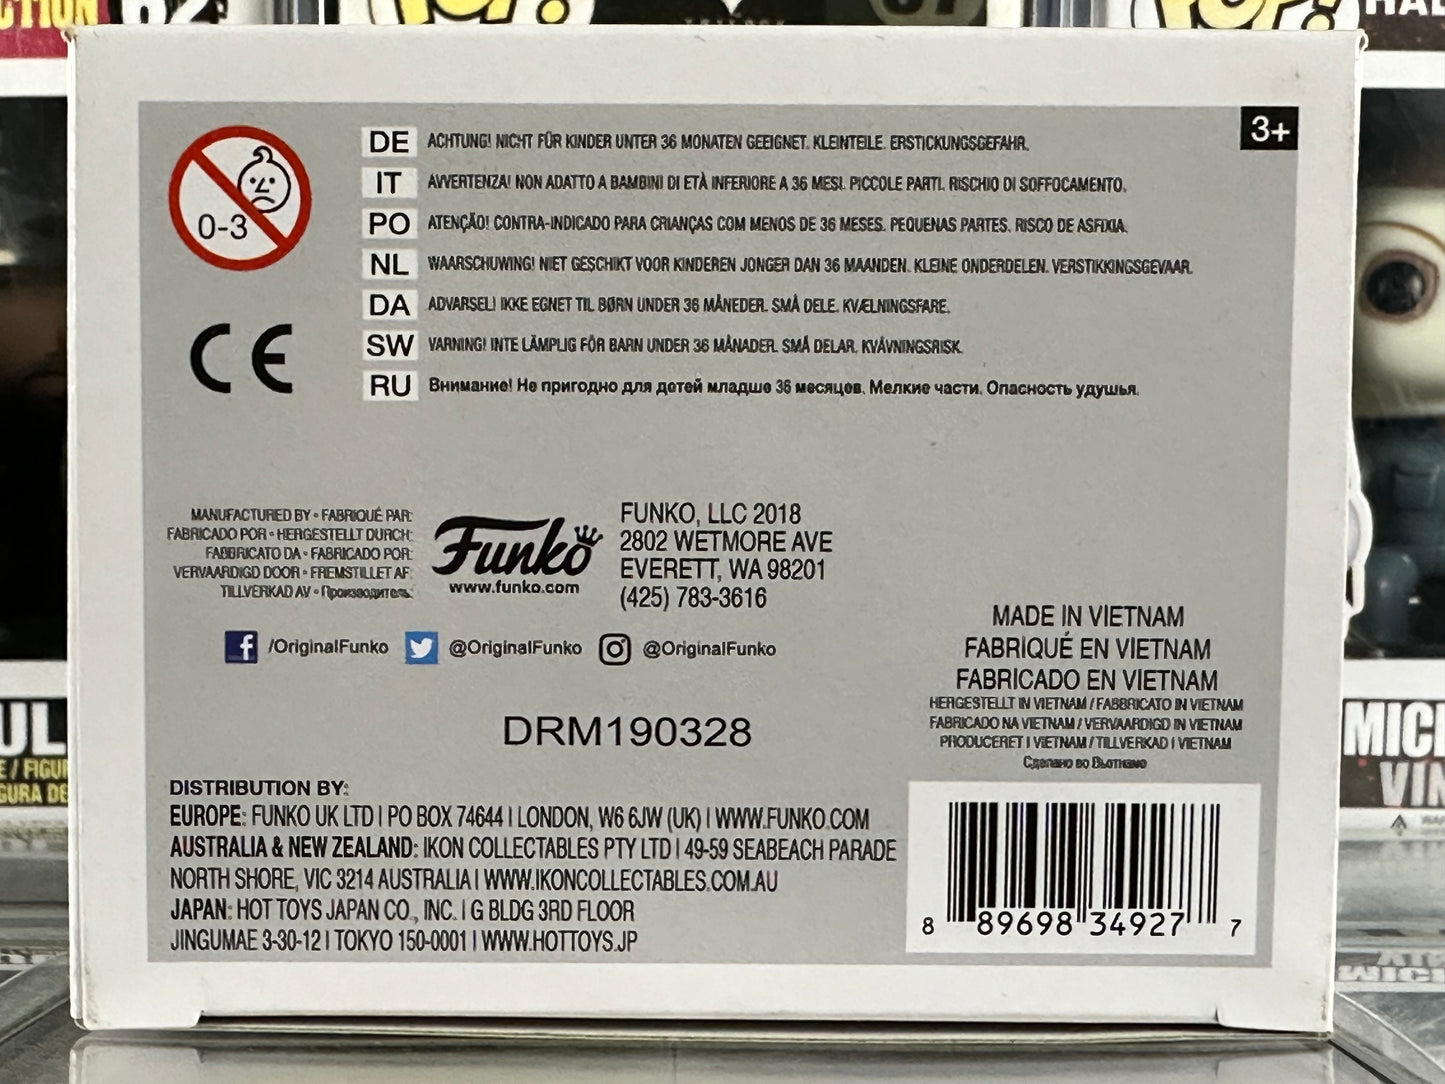 CTION 62
POP!
HAL
3+
0-3
DE ACHTUNG! NICHT FÜR KINDER UNTER 36 MONATEN GEEIGNET. KLEINTEILE. ERSTICKUNGSGEFAHR.
IT AVVERTENZA! NON ADATTO A BAMBINI DI ETÀ INFERIORE A 36 MESI. PICCOLE PARTI. RISCHIO DI SOFFOCAMENTO.
PO ATENÇÃO! CONTRA-INDICADO PARA CRIANÇAS COM MENOS DE 36 MESES. PEQUENAS PARTES. RISCO DE ASFIXIA.
NL WAARSCHUWING! NIET GESCHIKT VOOR KINDEREN JONGER DAN 36 MAANDEN. KLEINE ONDERDELEN. VERSTIKKINGSGEVAAR.
DA ADVARSEL! IKKE EGNET TIL BØRN UNDER 36 MÅNEDER. SMÅ DELE. KVÆLNINGSFARE.
SW VARNING! INTE LÄMPLIG FÖR BARN UNDER 36 MÅNADER. SMÅ DELAR. KVÄVNINGSRISK.
RU Внимание! Не пригодно для детей младше 36 месяцев. Мелкие части. Опасность удушья.
CE
MANUFACTURED BY • FABRIQUÉ PAR:
FABRICADO POR • HERGESTELLT DURCH:
FABBRICATO DA • FABRICADO POR:
VERVAARDIGD DOOR • FREMSTILLET AF:
TILLVERKAD AV • Производитель:
Funko
www.funko.com
FUNKO, LLC 2018
2802 WETMORE AVE
EVERETT, WA 98201
(425) 783-3616
f /OriginalFunko @OriginalFunko @OriginalFunko
MADE IN VIETNAM
FABRIQUÉ EN VIETNAM
FABRICADO EN VIETNAM
HERGESTELLT IN VIETNAM / FABBRICATO IN VIETNAM
FABRICADO NA VIETNAM / VERVAARDIGD IN VIETNAM
PRODUCERET I VIETNAM / TILLVERKAD I VIETNAM
Сделано во Вьетнаме
DRM190328
DISTRIBUTION BY:
EUROPE: FUNKO UK LTD | PO BOX 74644 | LONDON, W6 6JW (UK) | WWW.FUNKO.COM
AUSTRALIA & NEW ZEALAND: IKON COLLECTABLES PTY LTD | 49-59 SEABEACH PARADE
NORTH SHORE, VIC 3214 AUSTRALIA | WWW.IKONCOLLECTABLES.COM.AU
JAPAN: HOT TOYS JAPAN CO., INC. | G BLDG 3RD FLOOR
JINGUMAE 3-30-12 | TOKYO 150-0001 | WWW.HOTTOYS.JP
8 89698 34927 7
UL
E / FIGU
GURA DE
MICH
VIN